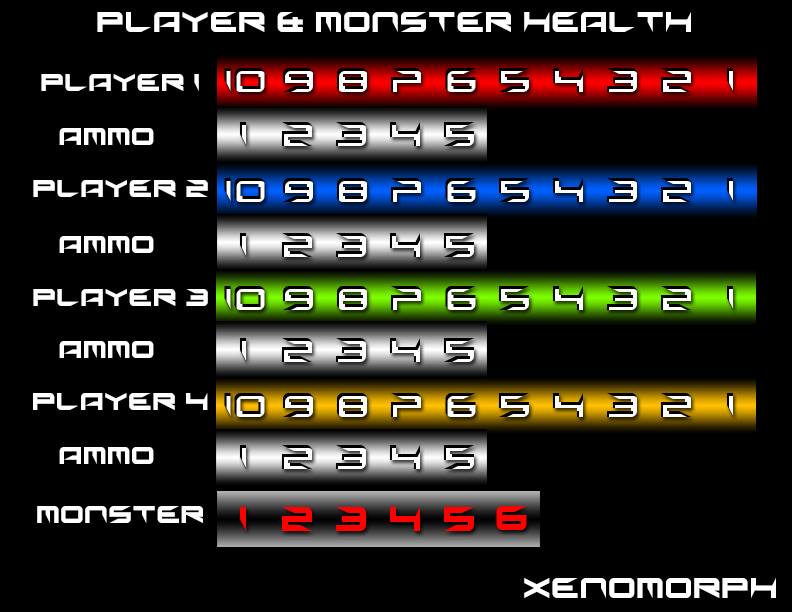 PLAYER & MONSTER HEALTH
PLAYER 1 10 9 8 7 6 5 4 3 2 1
AMMO 1 2 3 4 5
PLAYER 2 10 9 8 7 6 5 4 3 2 1
AMMO 1 2 3 4 5
PLAYER 3 10 9 8 7 6 5 4 3 2 1
AMMO 1 2 3 4 5
PLAYER 4 10 9 8 7 6 5 4 3 2 1
AMMO 1 2 3 4 5
MONSTER 1 2 3 4 5 6
XENOMORPH